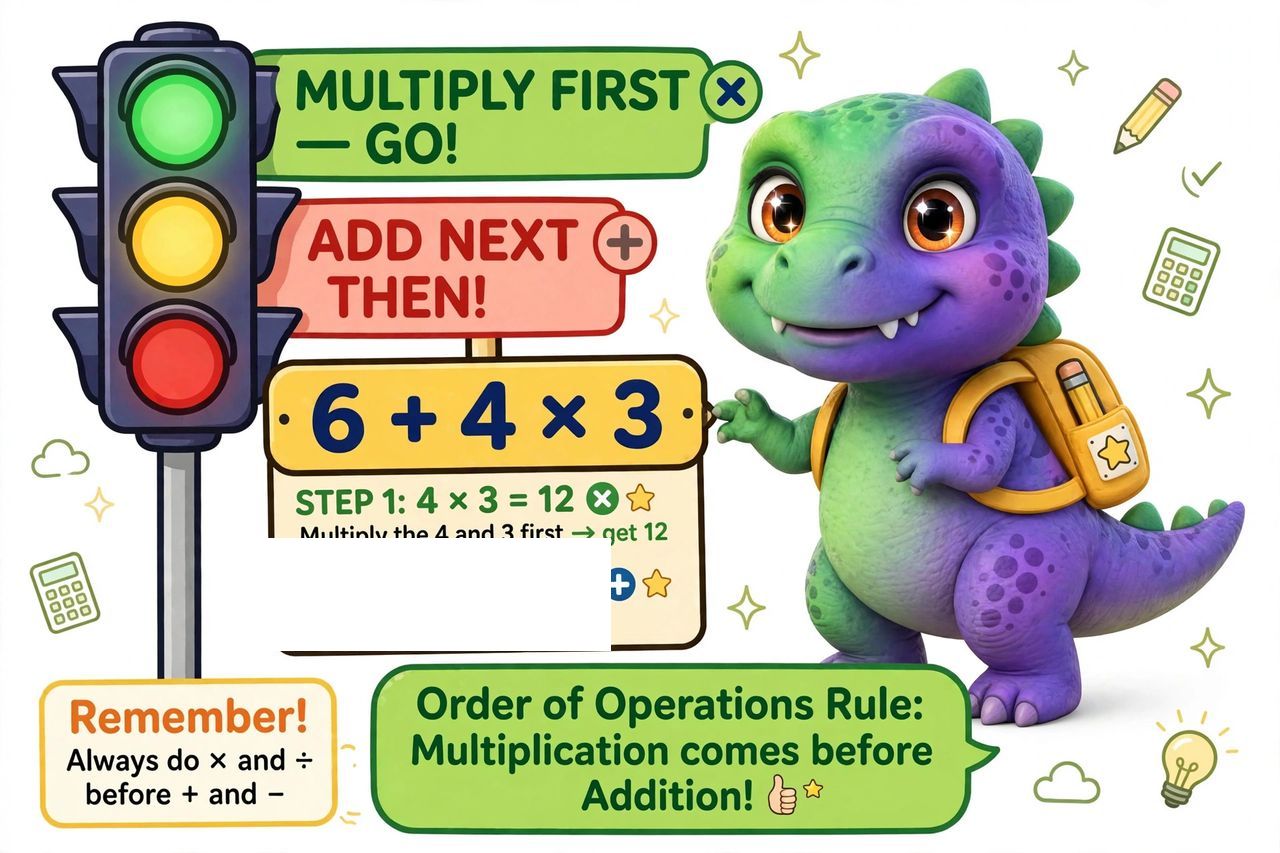 MULTIPLY FIRST ×
— GO!
ADD NEXT +
THEN!
6 + 4 × 3
STEP 1: 4 × 3 = 12 ×
Multiply the 4 and 3 first → get 12
+
Remember!
Always do × and ÷
before + and −
Order of Operations Rule:
Multiplication comes before
Addition!